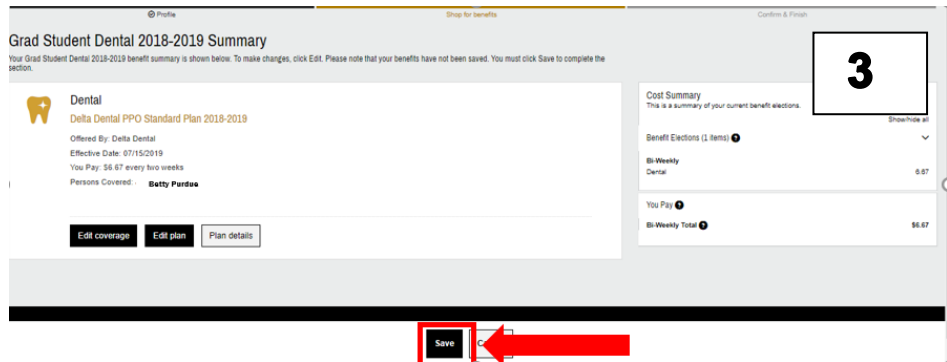 Profile
Shop for benefits
Confirm & Finish
Grad Student Dental 2018-2019 Summary
Your Grad Student Dental 2018-2019 benefit summary is shown below. To make changes, click Edit. Please note that your benefits have not been saved. You must click Save to complete the
section.
3
Dental
Delta Dental PPO Standard Plan 2018-2019
Offered By: Delta Dental
Effective Date: 07/15/2019
You Pay: $6.67 every two weeks
Persons Covered: Betty Purdue
Edit coverage
Edit plan
Plan details
Cost Summary
This is a summary of your current benefit elections.
Show/hide all
Benefit Elections (1 items)
Bi-Weekly
Dental 6.67
You Pay
Bi-Weekly Total $6.67
Save